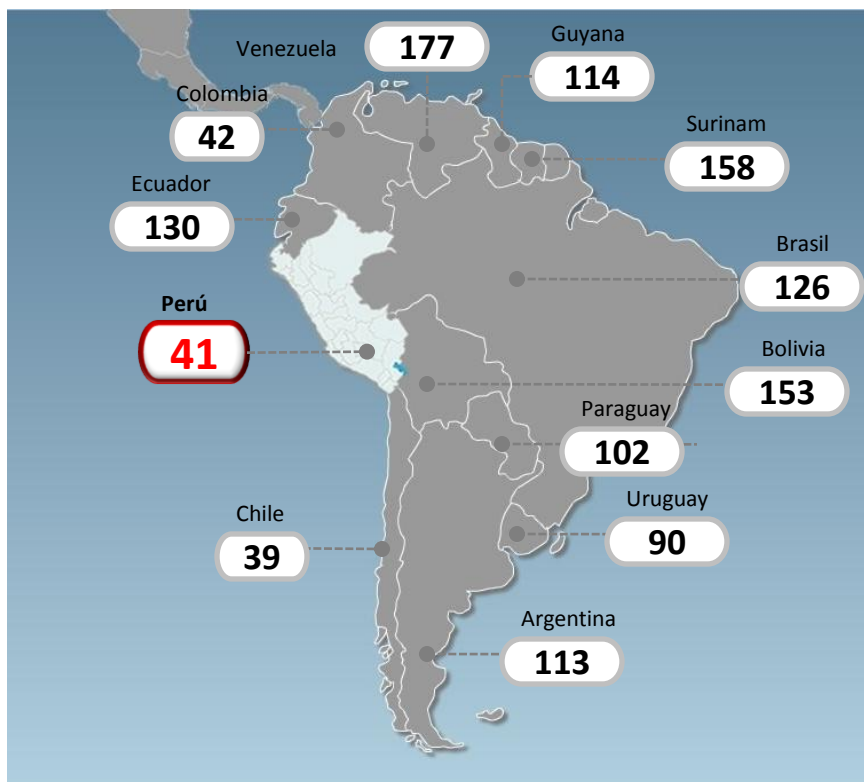 Venezuela
177
Guyana
114
Colombia
42
Surinam
158
Ecuador
130
Brasil
126
Perú
41
Bolivia
153
Paraguay
102
Chile
39
Uruguay
90
Argentina
113